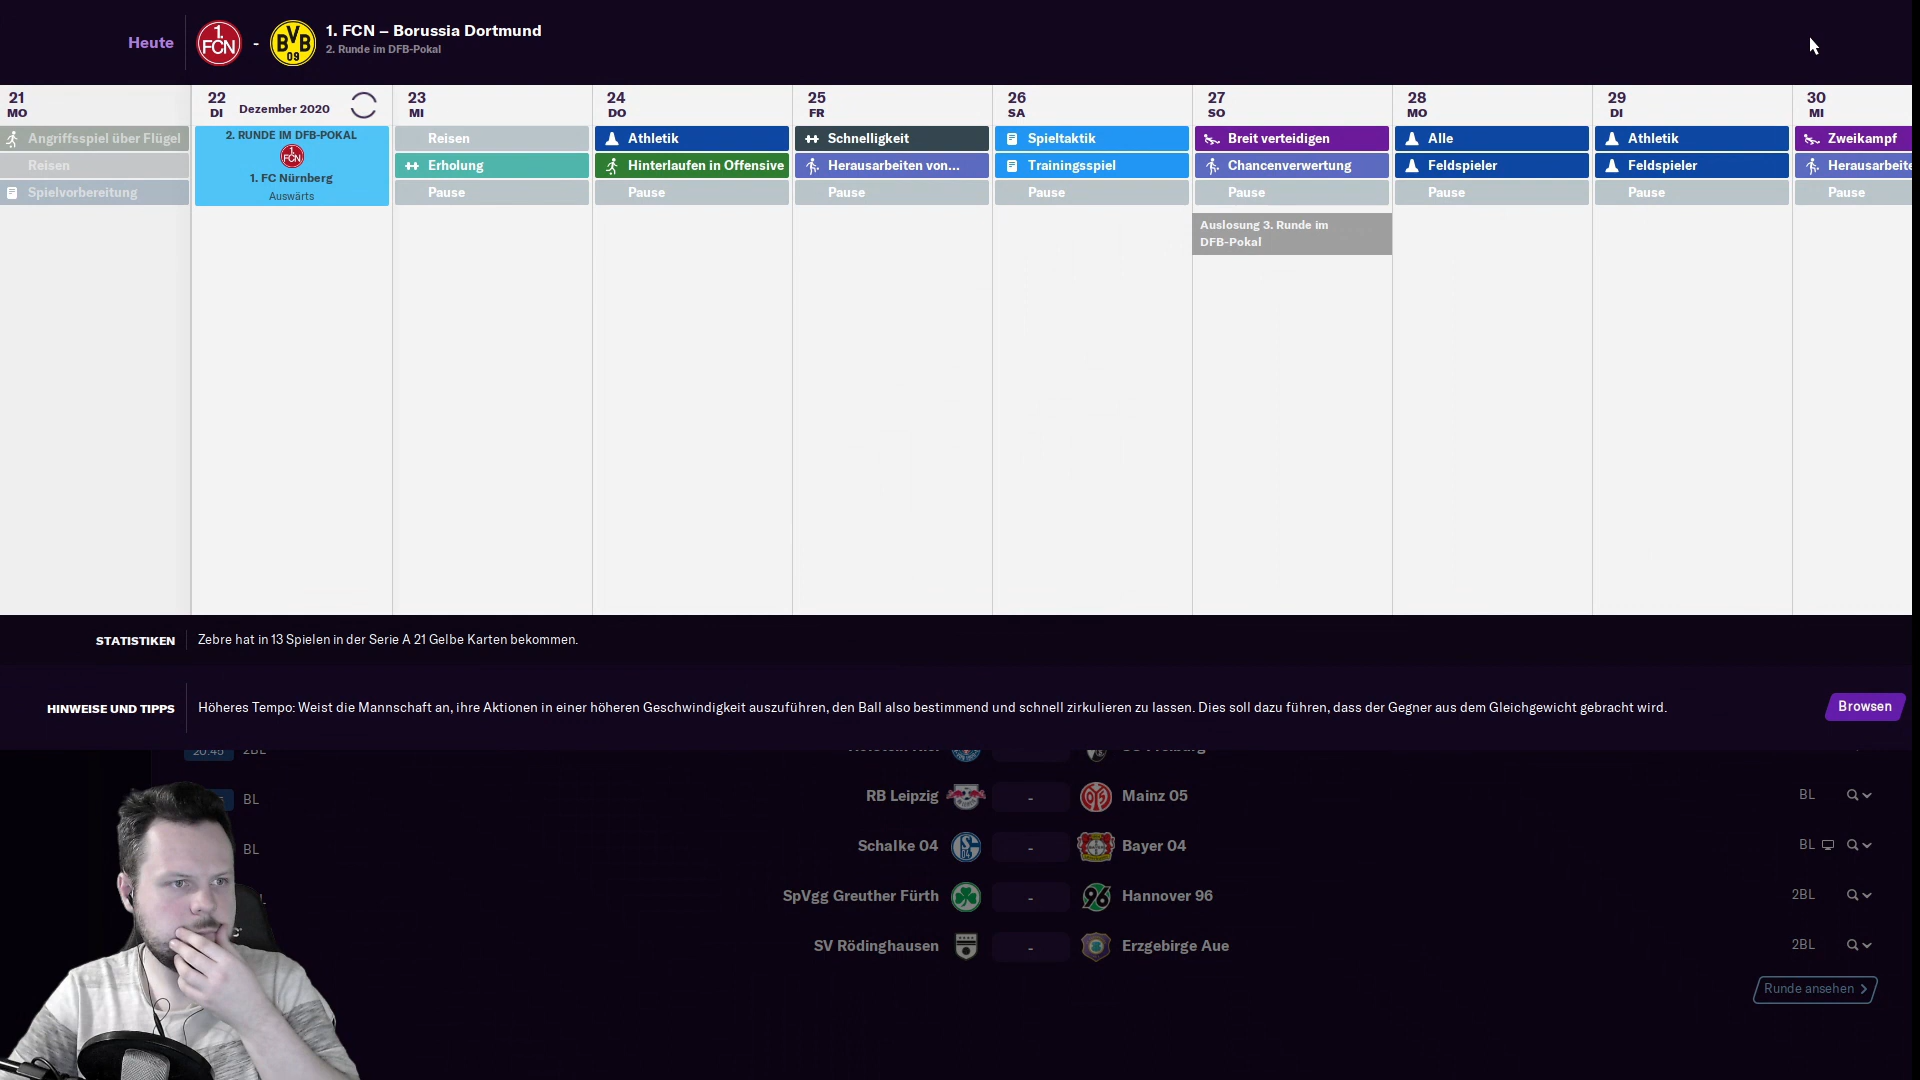 Heute
1. FCN – Borussia Dortmund
2. Runde im DFB-Pokal
1. FCN
-
BVB 09
21 MO
22 DI
Dezember 2020
23 MI
24 DO
25 FR
26 SA
27 SO
28 MO
29 DI
30 MI
Angriffsspiel über Flügel
Reisen
Spielvorbereitung
2. RUNDE IM DFB-POKAL
1. FC Nürnberg
Auswärts
Reisen
Erholung
Pause
Athletik
Hinterlaufen in Offensive
Pause
Schnelligkeit
Herausarbeiten von...
Pause
Spieltaktik
Trainingsspiel
Pause
Breit verteidigen
Chancenverwertung
Pause
Auslosung 3. Runde im
DFB-Pokal
Alle
Feldspieler
Pause
Athletik
Feldspieler
Pause
Zweikampf
Herausarbeite
Pause
STATISTIKEN
Zebre hat in 13 Spielen in der Serie A 21 Gelbe Karten bekommen.
HINWEISE UND TIPPS
Höheres Tempo: Weist die Mannschaft an, ihre Aktionen in einer höheren Geschwindigkeit auszuführen, den Ball also bestimmend und schnell zirkulieren zu lassen. Dies soll dazu führen, dass der Gegner aus dem Gleichgewicht gebracht wird.
Browsen
20:45 2BL
BL RB Leipzig - Mainz 05 BL
BL Schalke 04 - Bayer 04 BL
SpVgg Greuther Fürth - Hannover 96 2BL
SV Rödinghausen - Erzgebirge Aue 2BL
Runde ansehen